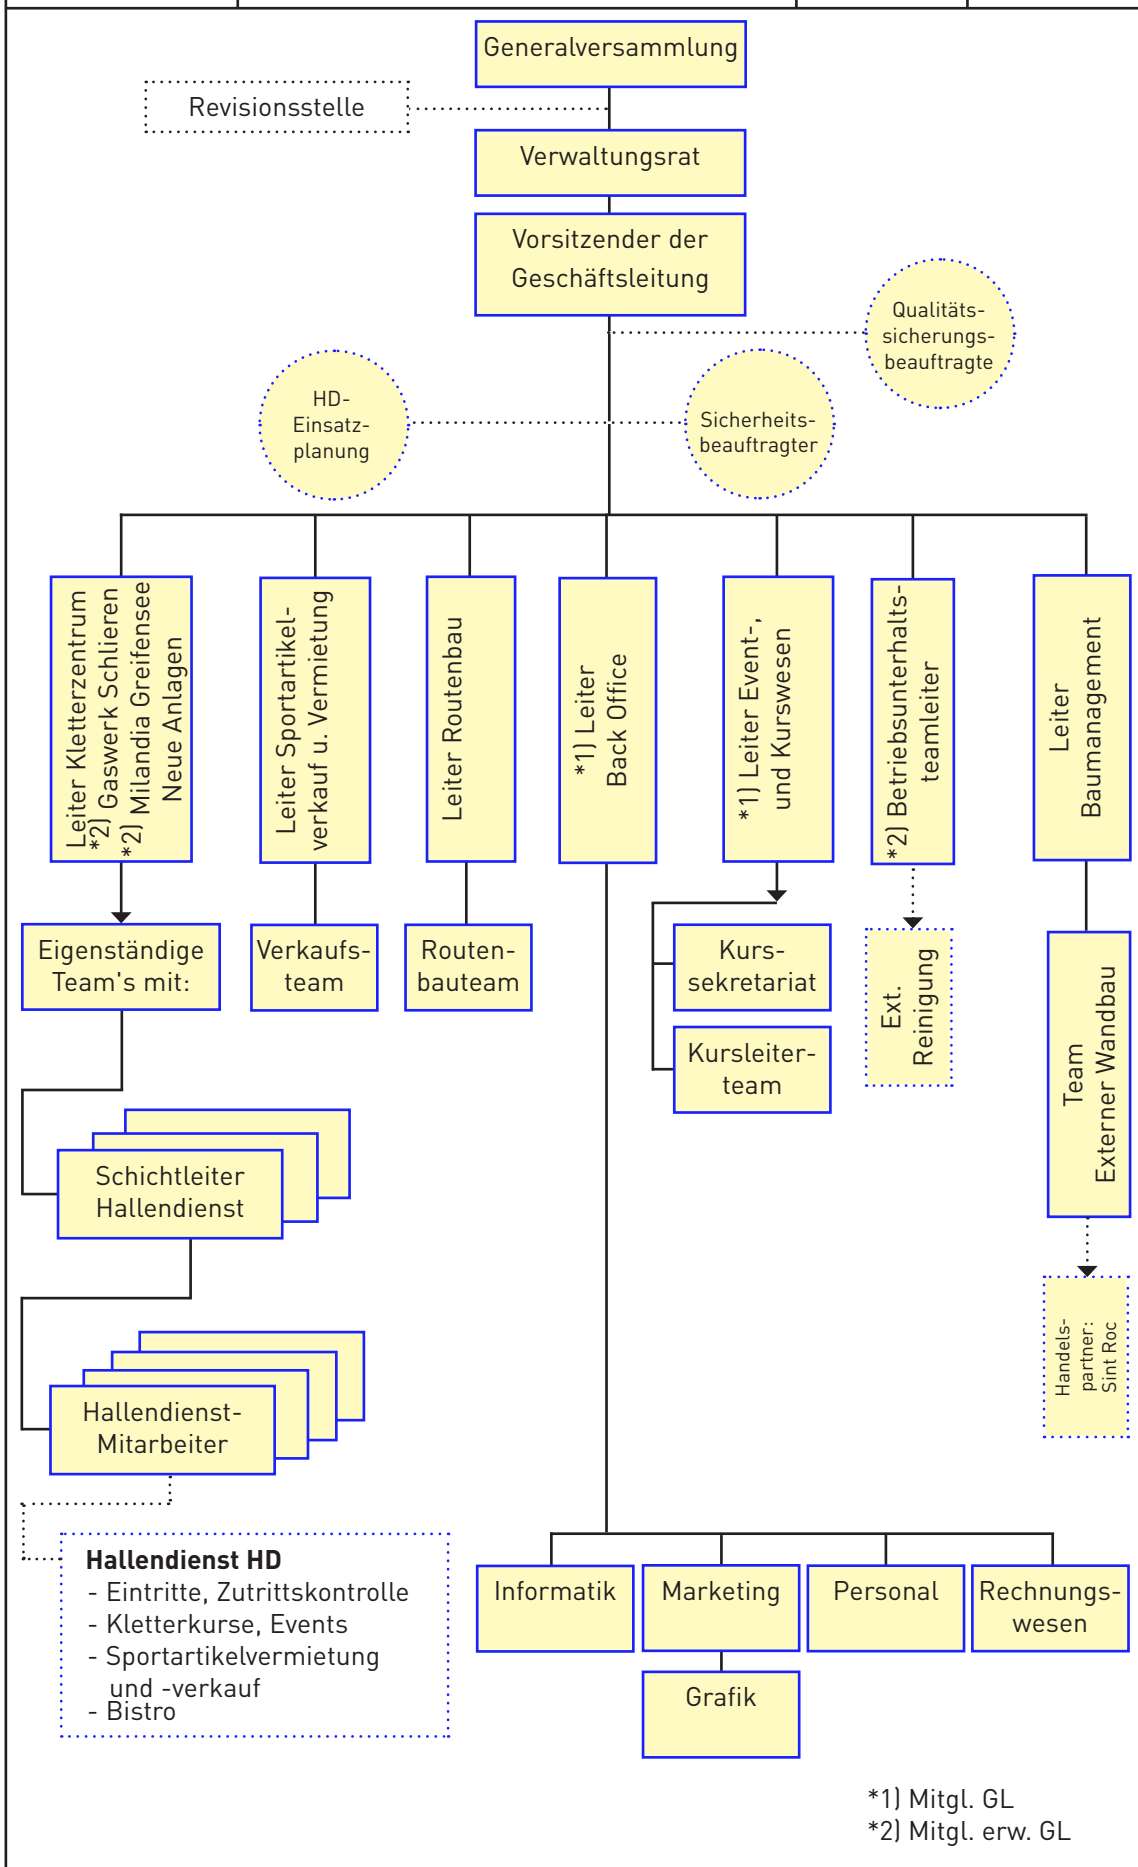 Generalversammlung
Revisionsstelle
Verwaltungsrat
Vorsitzender der
Geschäftsleitung
Qualitäts-
sicherungs-
beauftragte
HD-
Einsatz-
planung
Sicherheits-
beauftragter
Leiter Kletterzentrum
*2) Gaswerk Schlieren
*2) Milandia Greifensee
Neue Anlagen
Leiter Sportartikel-
verkauf u. Vermietung
Leiter Routenbau
*1) Leiter
Back Office
*1) Leiter Event-,
und Kurswesen
*2) Betriebsunterhalts-
teamleiter
Leiter
Baumanagement
Eigenständige
Team's mit:
Verkaufs-
team
Routen-
bauteam
Kurs-
sekretariat
Kursleiter-
team
Ext.
Reinigung
Team
Externer Wandbau
Schichtleiter
Hallendienst
Handels-
partner:
Sint Roc
Hallendienst-
Mitarbeiter
Hallendienst HD
- Eintritte, Zutrittskontrolle
- Kletterkurse, Events
- Sportartikelvermietung
und -verkauf
- Bistro
Informatik
Marketing
Personal
Rechnungs-
wesen
Grafik
*1) Mitgl. GL
*2) Mitgl. erw. GL